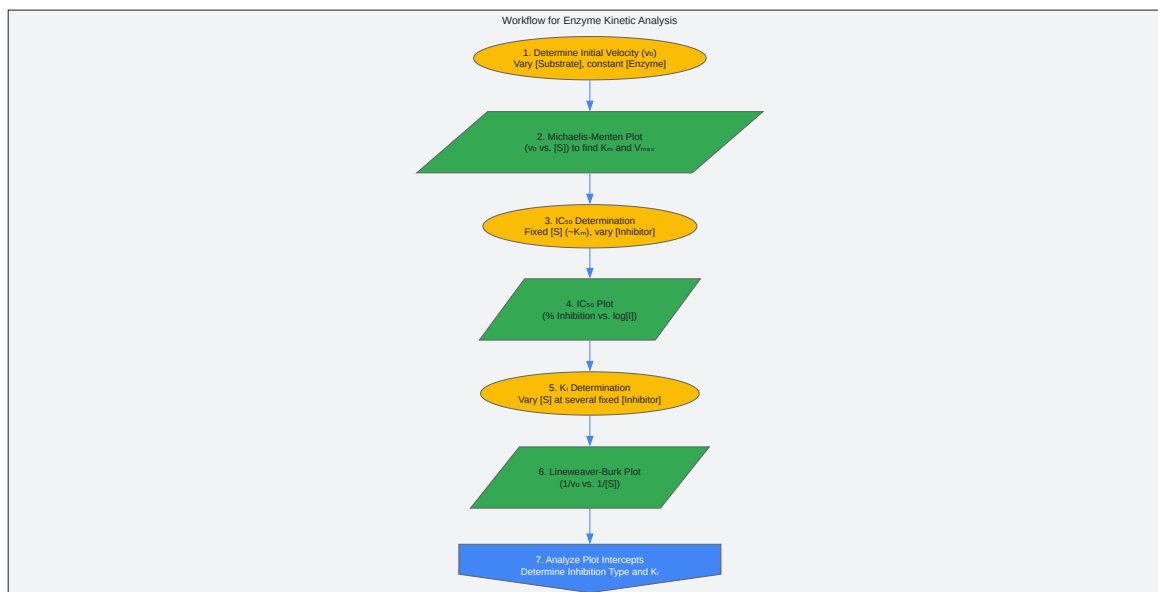 Workflow for Enzyme Kinetic Analysis
1. Determine Initial Velocity (v₀)
Vary [Substrate], constant [Enzyme]
2. Michaelis-Menten Plot
(v₀ vs. [S]) to find Kₘ and Vₘₐₓ
3. IC₅₀ Determination
Fixed [S] (~Kₘ), vary [Inhibitor]
4. IC₅₀ Plot
(% Inhibition vs. log[I])
5. Kᵢ Determination
Vary [S] at several fixed [Inhibitor]
6. Lineweaver-Burk Plot
(1/v₀ vs. 1/[S])
7. Analyze Plot Intercepts
Determine Inhibition Type and Kᵢ